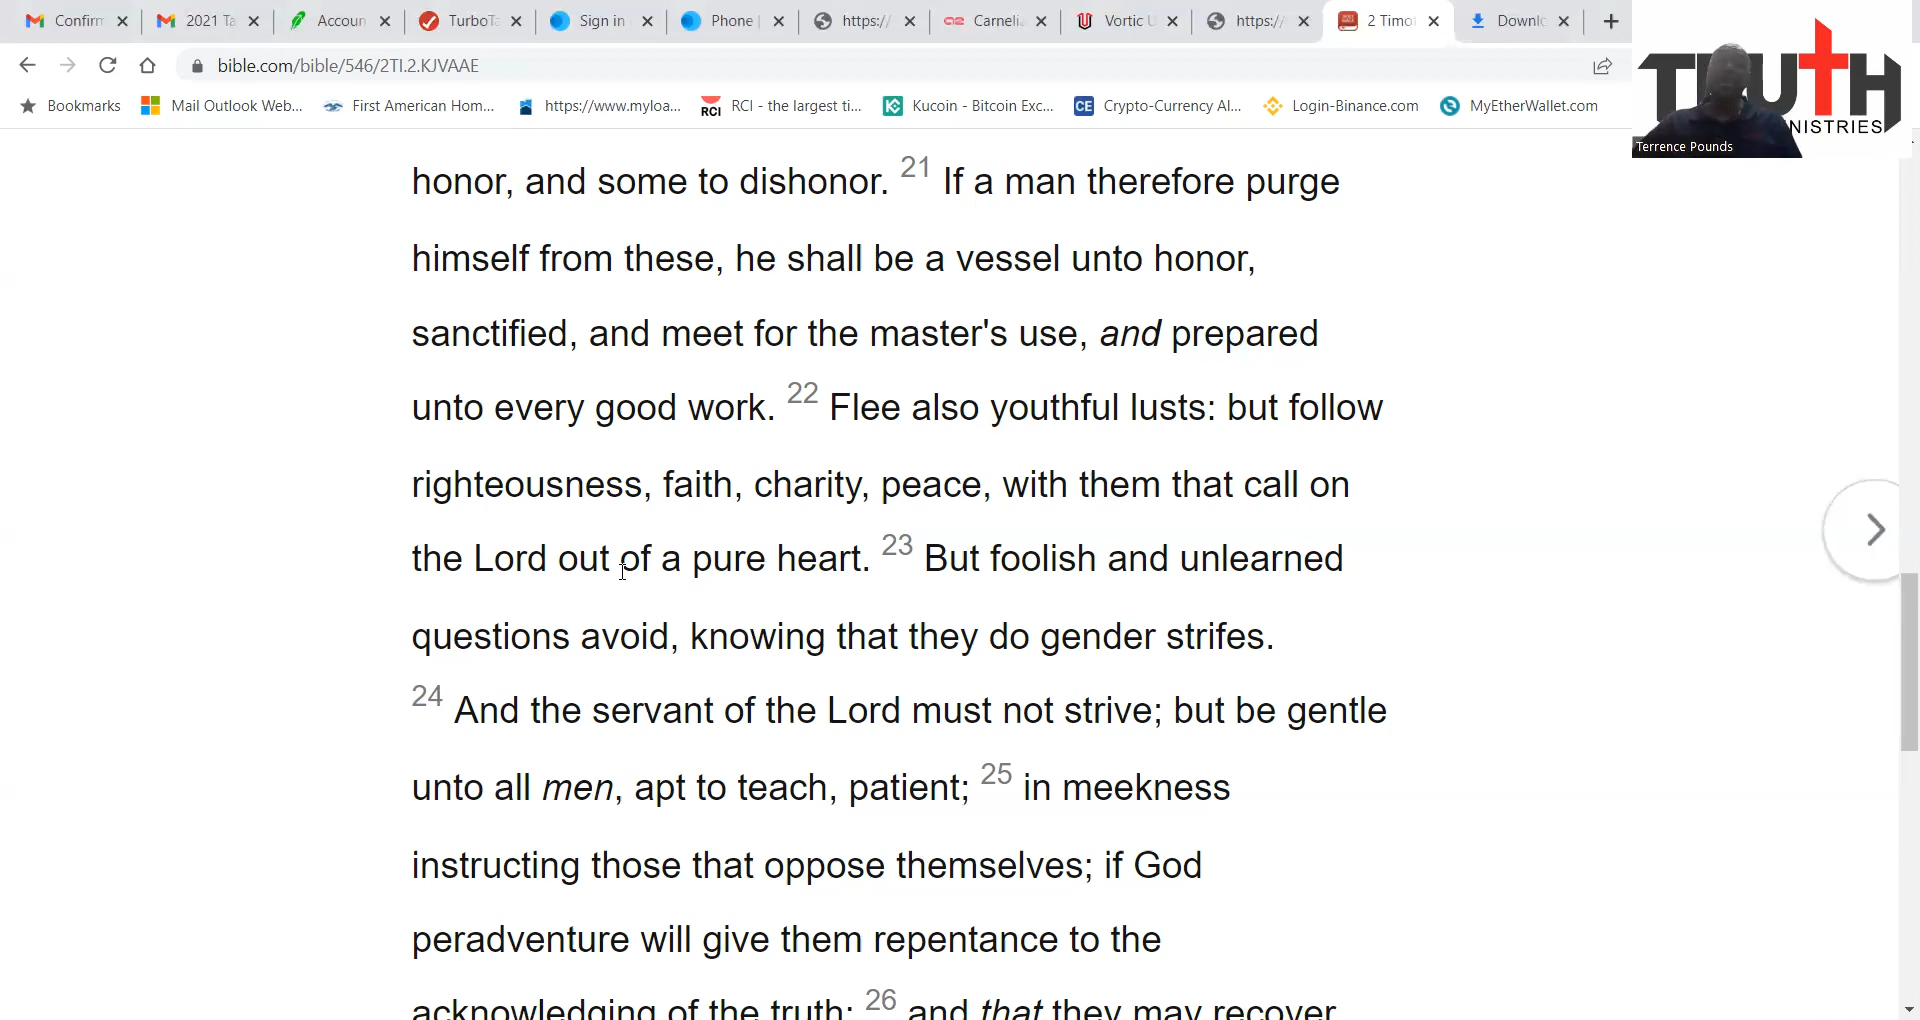 Confirm
2021 Ta
Accoun
TurboTa
Sign in
Phone |
https://
Carnelia
Vortic U
https://
2 Timot
Downlo
bible.com/bible/546/2TI.2.KJVAAE
Bookmarks
Mail Outlook Web...
First American Hom...
https://www.myloa...
RCI RCI - the largest ti...
Kucoin - Bitcoin Exc...
CE Crypto-Currency Al...
Login-Binance.com
MyEtherWallet.com
TRUTH
NISTRIES
Terrence Pounds
honor, and some to dishonor. 21 If a man therefore purge
himself from these, he shall be a vessel unto honor,
sanctified, and meet for the master's use, and prepared
unto every good work. 22 Flee also youthful lusts: but follow
righteousness, faith, charity, peace, with them that call on
the Lord out of a pure heart. 23 But foolish and unlearned
questions avoid, knowing that they do gender strifes.
24 And the servant of the Lord must not strive; but be gentle
unto all men, apt to teach, patient; 25 in meekness
instructing those that oppose themselves; if God
peradventure will give them repentance to the
acknowledging of the truth; 26 and that they may recover